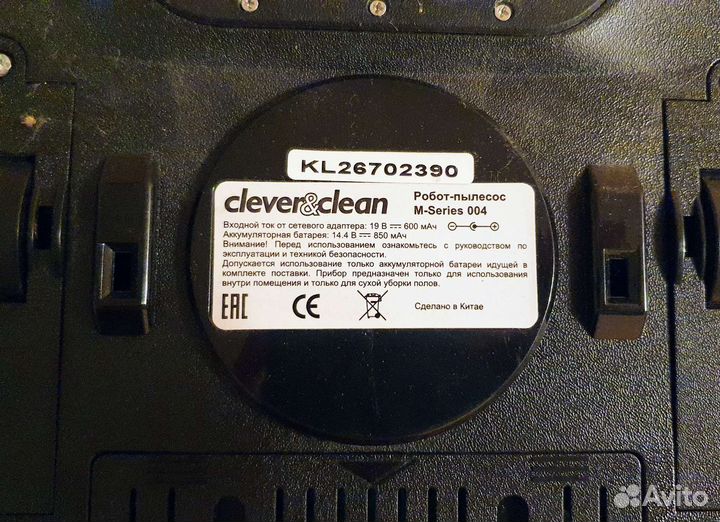 KL26702390
clever&clean
Робот-пылесос
M-Series 004
Входной ток от сетевого адаптера: 19 В 600 мАч
Аккумуляторная батарея: 14.4 В 850 мАч
Внимание! Перед использованием ознакомьтесь с руководством по
эксплуатации и техникой безопасности.
Допускается использование только аккумуляторной батареи идущей в
комплекте поставки. Прибор предназначен только для использования
внутри помещения и только для сухой уборки полов.
EAC CE
Сделано в Китае
Avito